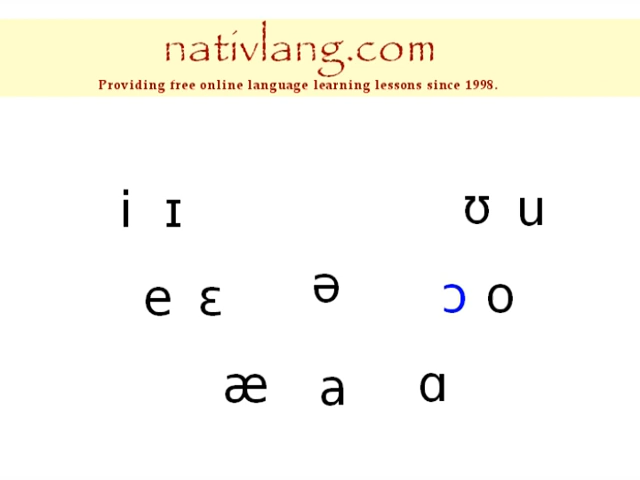 nativlang.com
Providing free online language learning lessons since 1998.
i ɪ ʊ u
e ɛ ə ɔ o
æ a ɑ